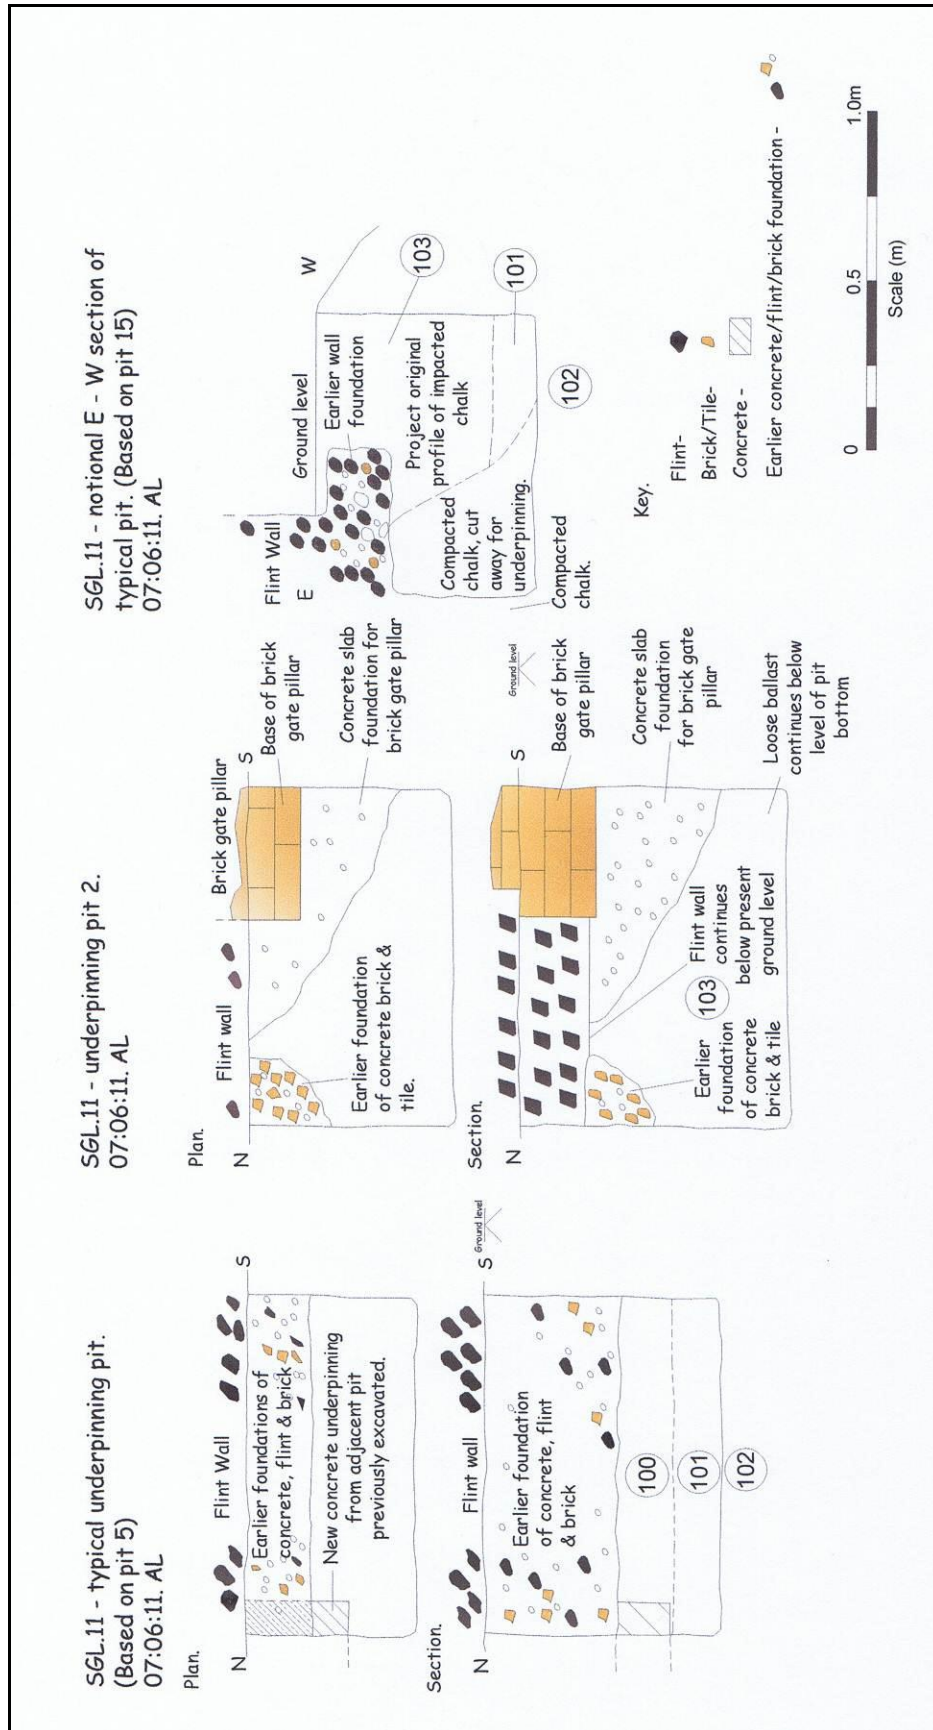 SGL.11 - typical underpinning pit.
(Based on pit 5)
07:06:11. AL
Plan.
N
Flint Wall
S
Earlier foundations of
concrete, flint & brick
New concrete underpinning
from adjacent pit
previously excavated.
Section.
N
Flint wall
S
Ground level
Earlier foundation
of concrete, flint
& brick
100
101
102
SGL.11 - underpinning pit 2.
07:06:11. AL
Plan.
N
Flint wall
Brick gate pillar
S
Base of brick
gate pillar
Concrete slab
foundation for
brick gate pillar
Earlier foundation
of concrete brick &
tile.
Section.
N
S
Ground level
Base of brick
gate pillar
Concrete slab
foundation
for brick gate
pillar
Flint wall
continues
below present
ground level
103
Earlier
foundation
of concrete
brick & tile
Loose ballast
continues below
level of pit
bottom
SGL.11 - notional E - W section of
typical pit. (Based on pit 15)
07:06:11. AL
Flint Wall
E
Ground level
W
Earlier wall
foundation
103
Project original
profile of impacted
chalk
101
Compacted
chalk, cut
away for
underpinning.
102
Compacted
chalk.
Key.
Flint-
Brick/Tile-
Concrete -
Earlier concrete/flint/brick foundation -
0
0.5
1.0m
Scale (m)